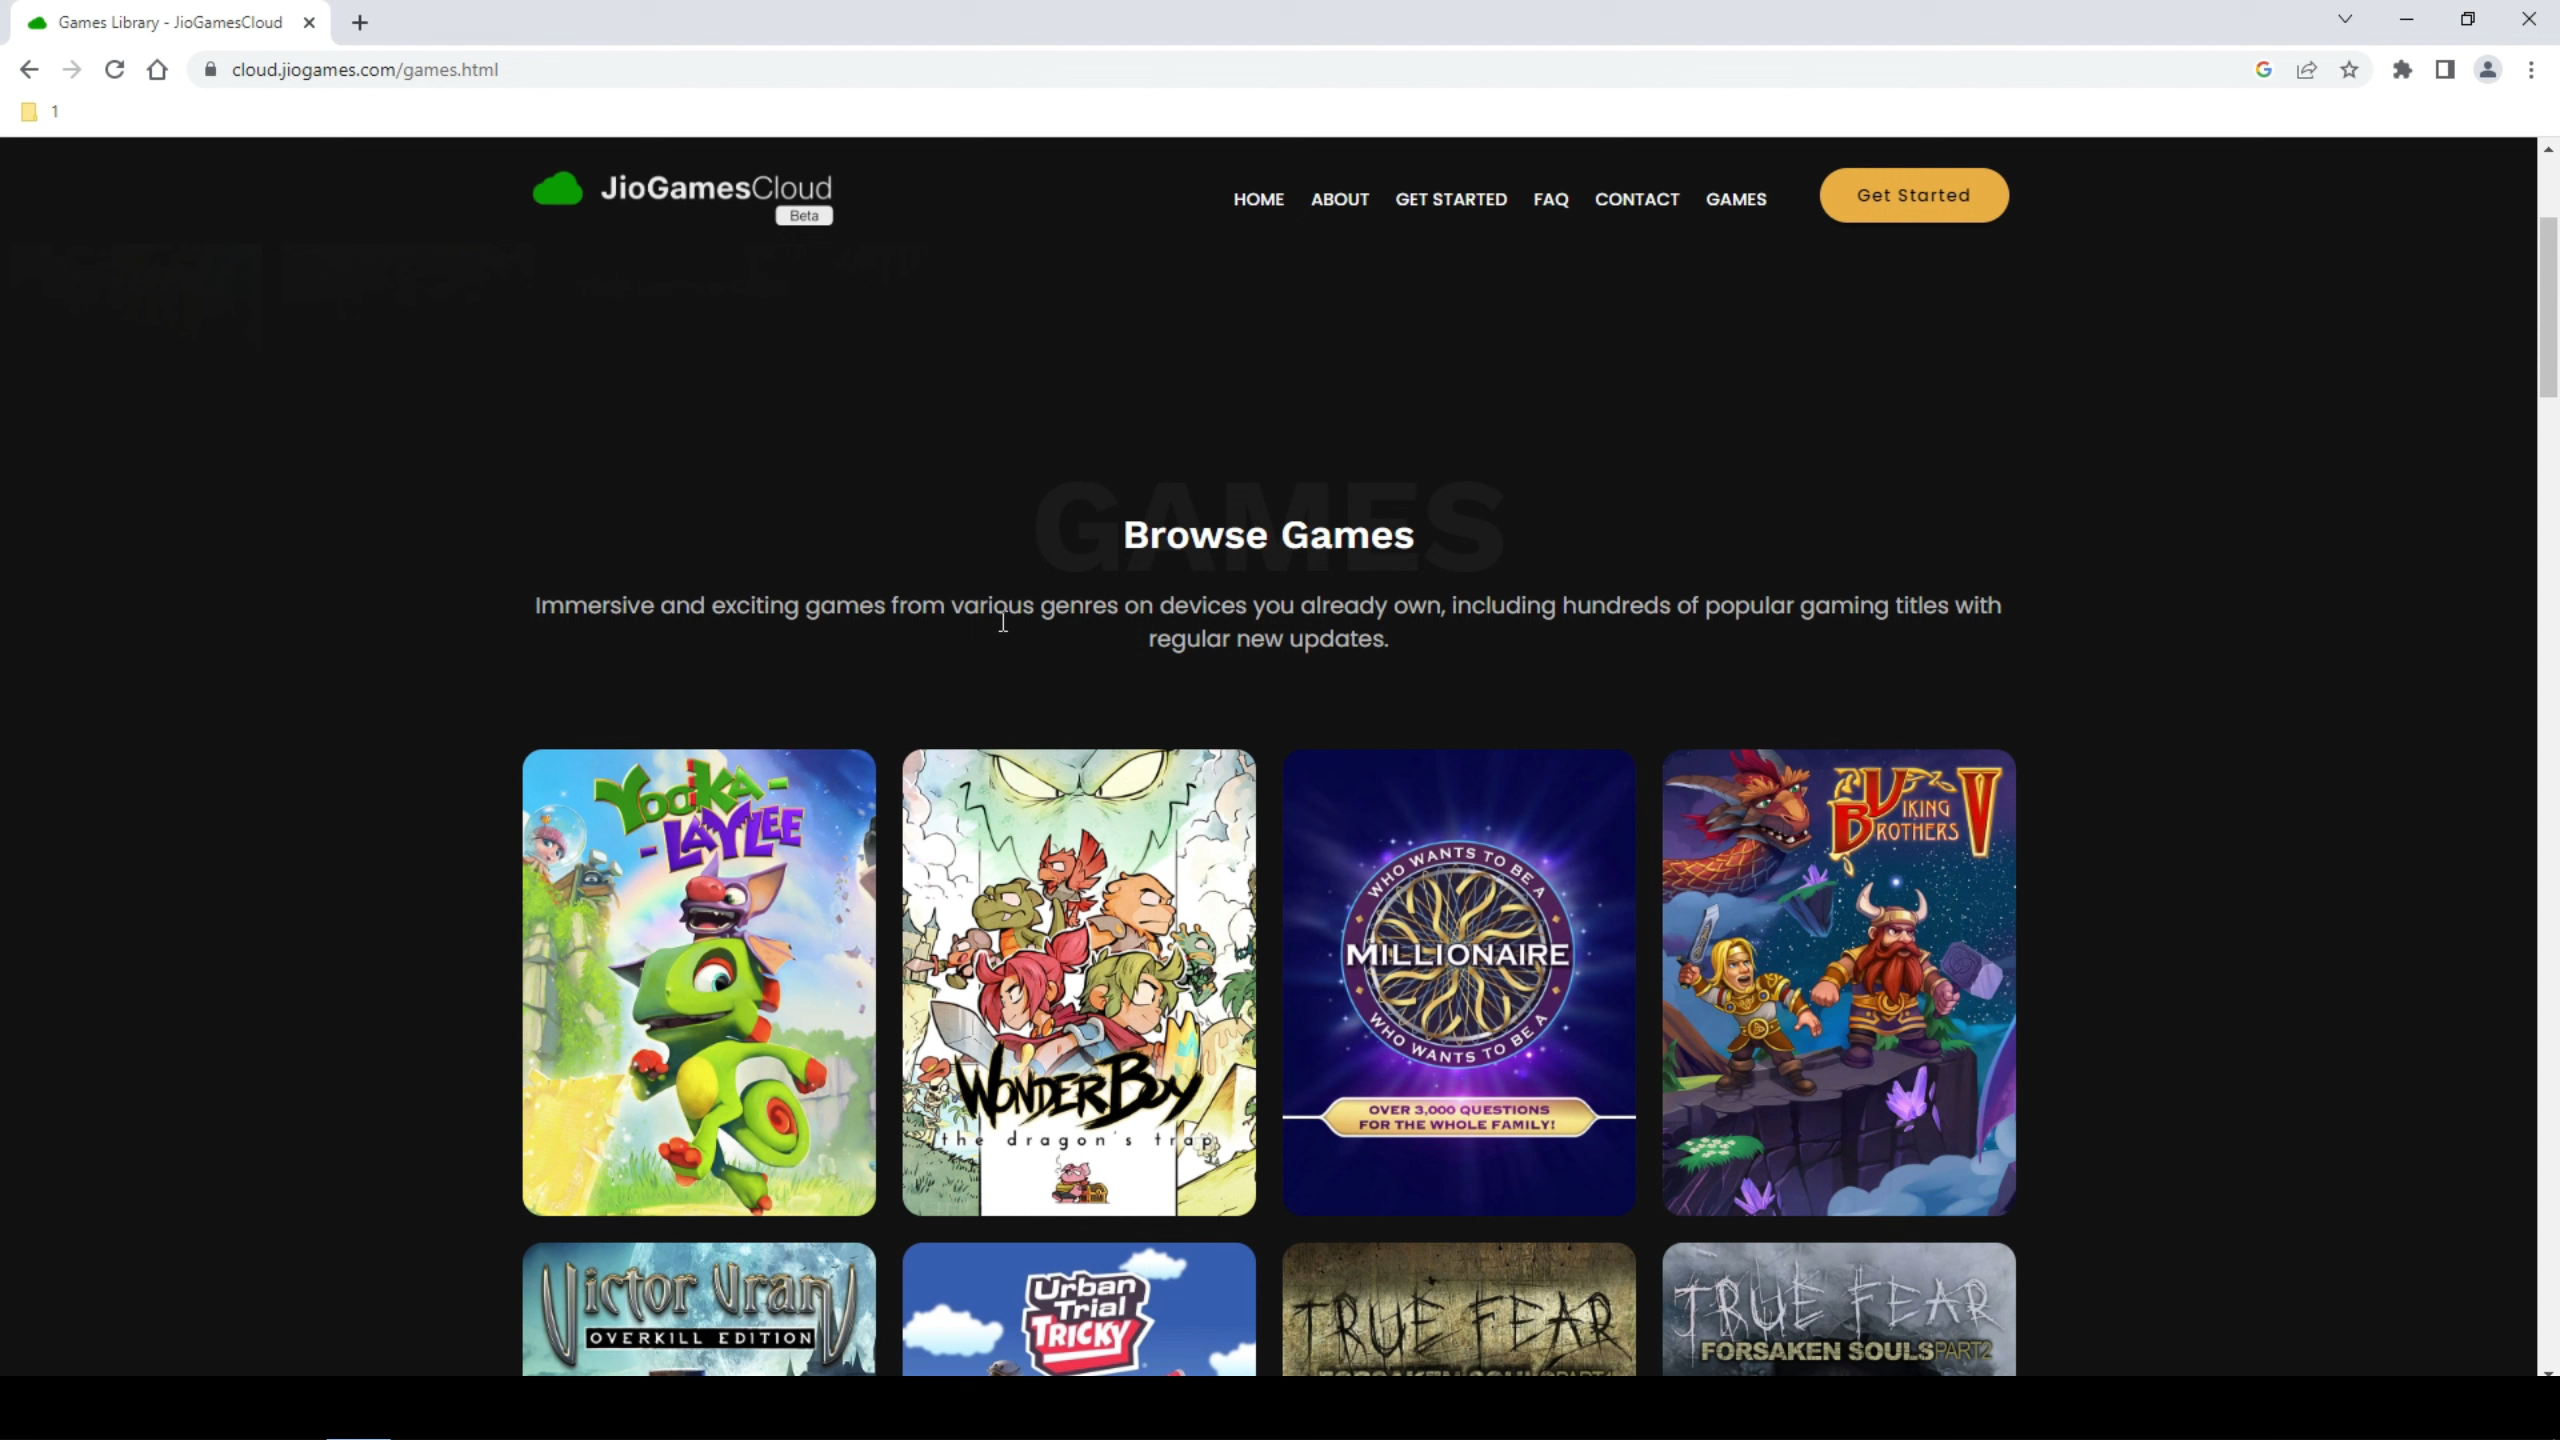 Games Library - JioGamesCloud
cloud.jiogames.com/games.html
1
JioGamesCloud
Beta
HOME ABOUT GET STARTED FAQ CONTACT GAMES Get Started
GAMES
Browse Games
Immersive and exciting games from various genres on devices you already own, including hundreds of popular gaming titles with
regular new updates.
YOOKA-
-LAYLEE
WONDER BOY
the dragon's trap
WHO WANTS TO BE A
MILLIONAIRE
WHO WANTS TO BE A
OVER 3,000 QUESTIONS
FOR THE WHOLE FAMILY!
VIKING
BROTHERS V
Victor Vran
OVERKILL EDITION
Urban
Trial
TRICKY
TRUE FEAR
FORSAKEN SOULS PART1
TRUE FEAR
FORSAKEN SOULS PART2